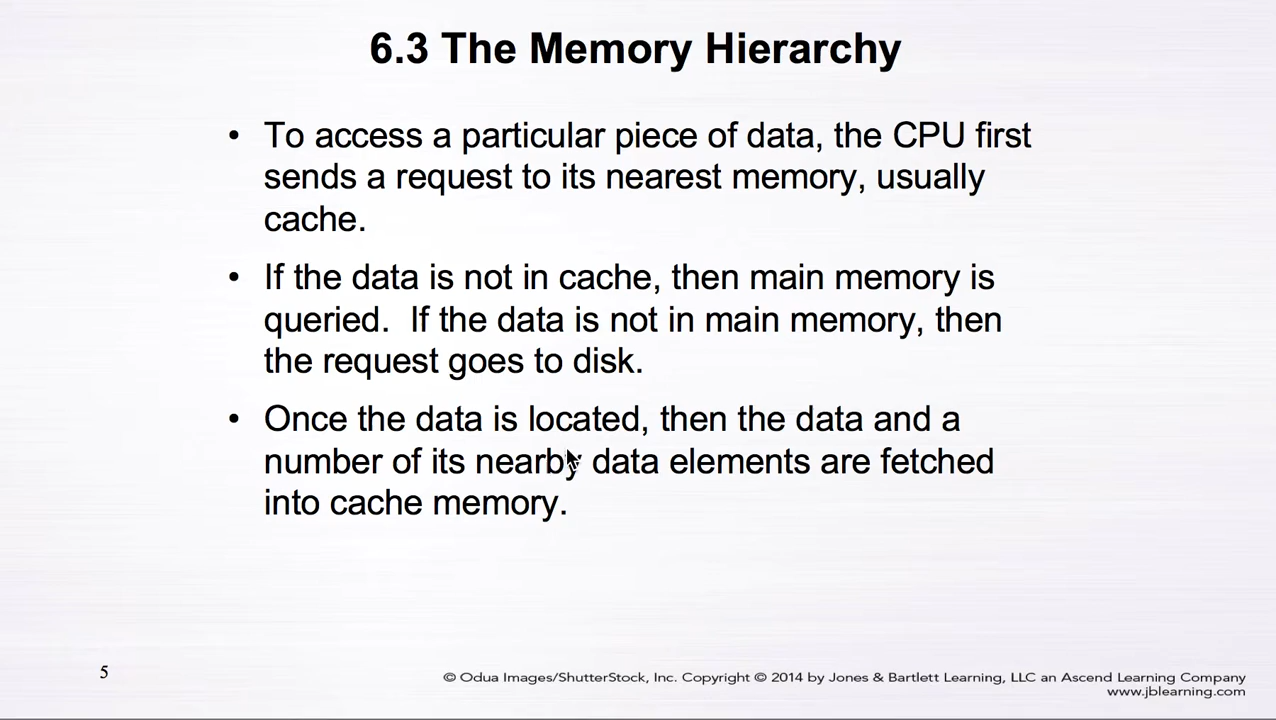 6.3 The Memory Hierarchy
• To access a particular piece of data, the CPU first
sends a request to its nearest memory, usually
cache.
• If the data is not in cache, then main memory is
queried.  If the data is not in main memory, then
the request goes to disk.
• Once the data is located, then the data and a
number of its nearby data elements are fetched
into cache memory.
5
© Odua Images/ShutterStock, Inc. Copyright © 2014 by Jones & Bartlett Learning, LLC an Ascend Learning Company
www.jblearning.com